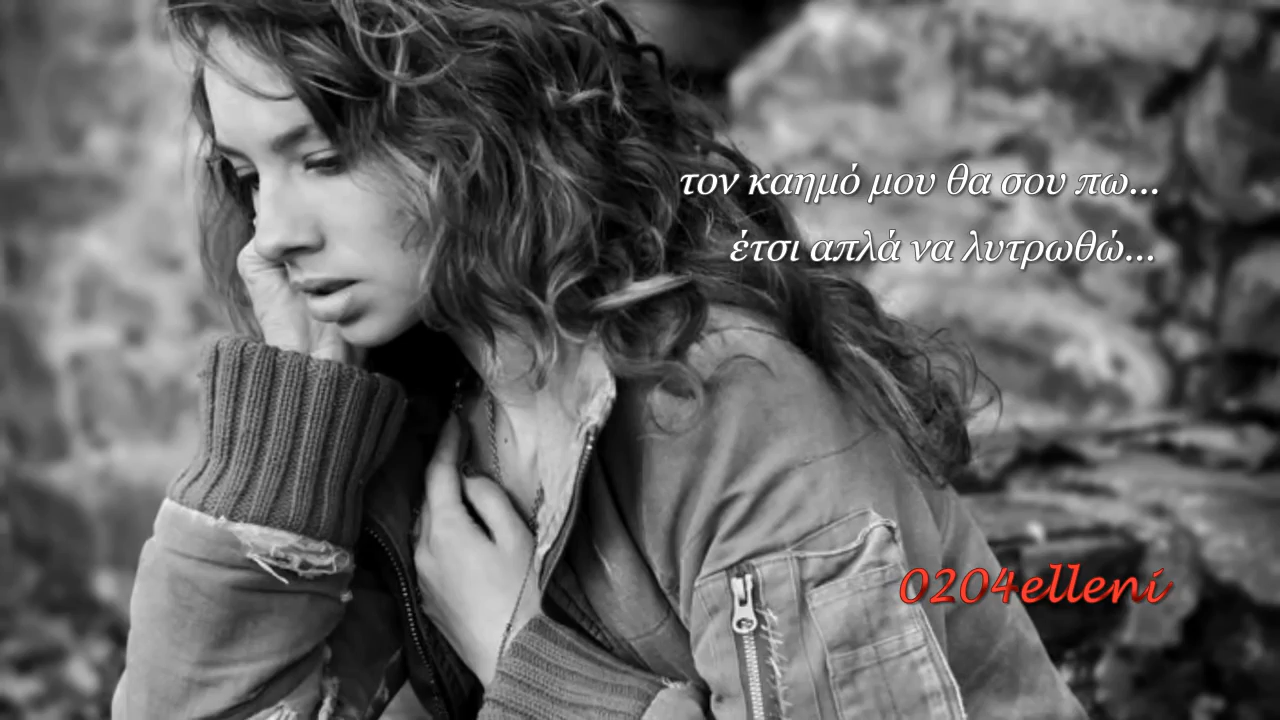 τον καημό μου θα σου πω...
έτσι απλά να λυτρωθώ...
0204elleni